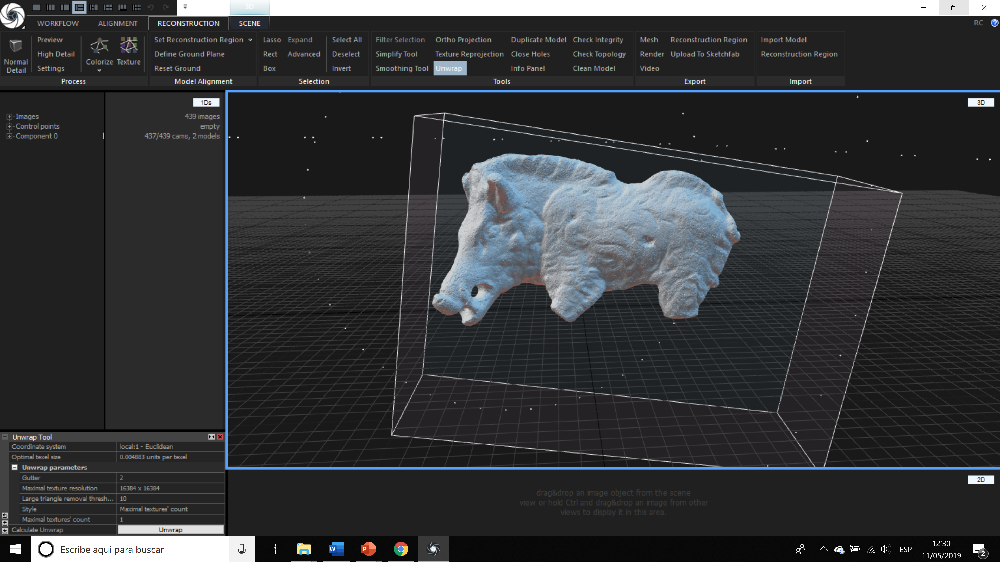 3D
WORKFLOW ALIGNMENT RECONSTRUCTION SCENE RC
Normal Detail
Preview
High Detail
Settings
Colorize
Texture
Process
Set Reconstruction Region
Define Ground Plane
Reset Ground
Model Alignment
Lasso Expand Select All
Rect Advanced Deselect
Box Invert
Selection
Filter Selection Ortho Projection Duplicate Model Check Integrity
Simplify Tool Texture Reprojection Close Holes Check Topology
Smoothing Tool Unwrap Info Panel Clean Model
Tools
Mesh Reconstruction Region
Render Upload To Sketchfab
Video
Export
Import Model
Reconstruction Region
Import
1Ds
Images 439 images
Control points empty
Component 0 437/439 cams, 2 models
3D
Unwrap Tool
Coordinate system local:1 - Euclidean
Optimal texel size 0.004883 units per texel
Unwrap parameters
Gutter 2
Maximal texture resolution 16384 x 16384
Large triangle removal thresh... 10
Style Maximal textures' count
Maximal textures' count 1
Calculate Unwrap Unwrap
2D
drag&drop an image object from the scene
view or hold Ctrl and drag&drop an image from other
views to display it in this area.
Escribe aquí para buscar
W
P
ESP
12:30
11/05/2019
2